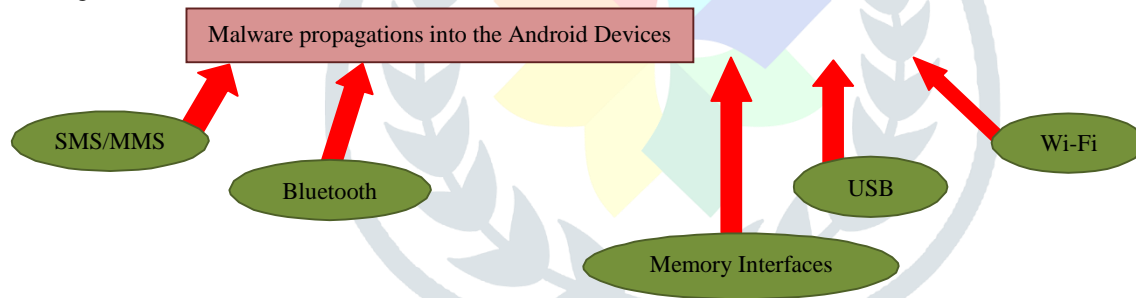 Malware propagations into the Android Devices
SMS/MMS
Bluetooth
Memory Interfaces
USB
Wi-Fi